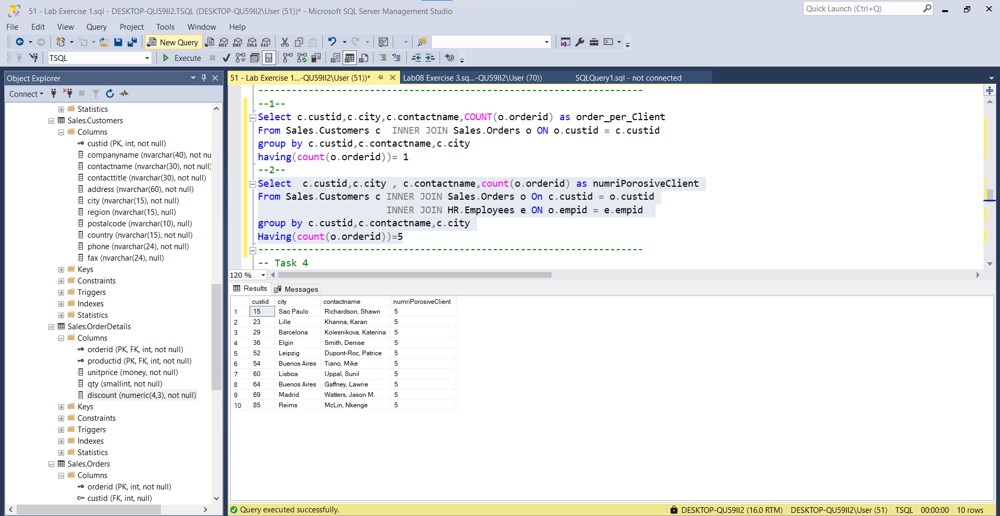 51 - Lab Exercise 1.sql - DESKTOP-QU59II2.TSQL (DESKTOP-QU59II2\User (51))* - Microsoft SQL Server Management Studio
Quick Launch (Ctrl+Q)
File Edit View Query Project Tools Window Help
New Query
MDX DMX XMLA DAX
TSQL
Execute
Object Explorer
Connect
Statistics
Sales.Customers
Columns
custid (PK, int, not null)
companyname (nvarchar(40), not nu
contactname (nvarchar(30), not null)
contacttitle (nvarchar(30), not null)
address (nvarchar(60), not null)
city (nvarchar(15), not null)
region (nvarchar(15), null)
postalcode (nvarchar(10), null)
country (nvarchar(15), not null)
phone (nvarchar(24), not null)
fax (nvarchar(24), null)
Keys
Constraints
Triggers
Indexes
Statistics
Sales.OrderDetails
Columns
orderid (PK, FK, int, not null)
productid (PK, FK, int, not null)
unitprice (money, not null)
qty (smallint, not null)
discount (numeric(4,3), not null)
Keys
Constraints
Triggers
Indexes
Statistics
Sales.Orders
Columns
orderid (PK, int, not null)
custid (FK, int, null)
51 - Lab Exercise 1...-QU59II2\User (51))* Lab08 Exercise 3.sq...-QU59II2\User (70)) SQLQuery1.sql - not connected
---------------------------------------------------------------------
--1--
Select c.custid,c.city,c.contactname,COUNT(o.orderid) as order_per_Client
From Sales.Customers c  INNER JOIN Sales.Orders o ON o.custid = c.custid
group by c.custid,c.contactname,c.city
having(count(o.orderid))= 1
--2--
Select  c.custid,c.city , c.contactname,count(o.orderid) as numriPorosiveClient
From Sales.Customers c INNER JOIN Sales.Orders o On c.custid = o.custid
INNER JOIN HR.Employees e ON o.empid = e.empid
group by c.custid,c.contactname,c.city
Having(count(o.orderid))=5
---------------------------------------------------------------------
-- Task 4
120 %
Results Messages
custid city contactname numriPorosiveClient
1 15 Sao Paulo Richardson, Shawn 5
2 23 Lille Khanna, Karan 5
3 29 Barcelona Kolesnikova, Katerina 5
4 36 Elgin Smith, Denise 5
5 52 Leipzig Dupont-Roc, Patrice 5
6 54 Buenos Aires Tiano, Mike 5
7 60 Lisboa Uppal, Sunil 5
8 64 Buenos Aires Gaffney, Lawrie 5
9 69 Madrid Watters, Jason M. 5
10 85 Reims McLin, Nkenge 5
Query executed successfully. DESKTOP-QU59II2 (16.0 RTM) DESKTOP-QU59II2\User (51) TSQL 00:00:00 10 rows